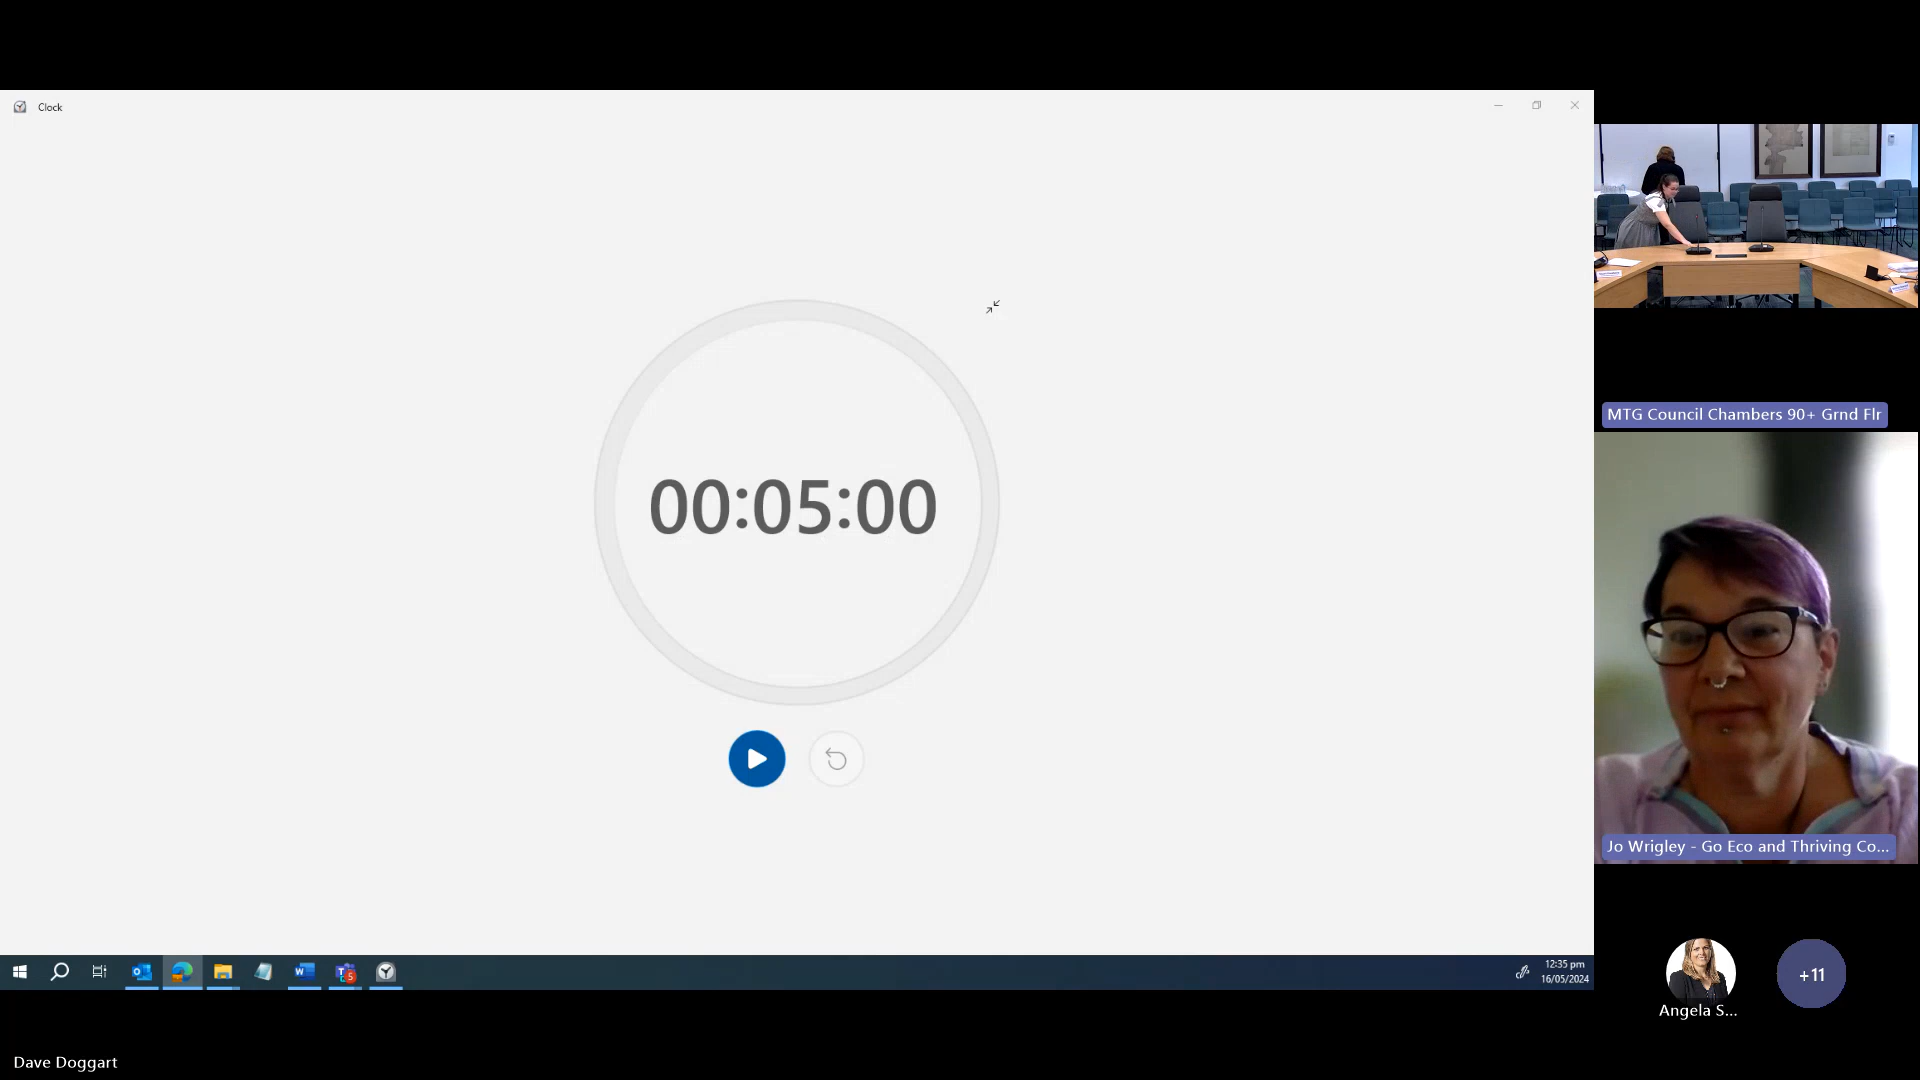 Clock
00:05:00
12:35 pm
16/05/2024
5
MTG Council Chambers 90+ Grnd Flr
Jo Wrigley - Go Eco and Thriving Co...
Angela S...
+11
Dave Doggart